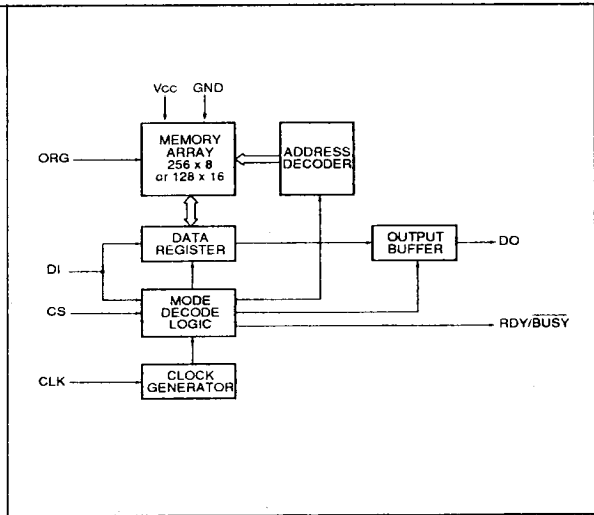 Vcc GND
ORG
MEMORY
ARRAY
256 x 8
or 128 x 16
ADDRESS
DECODER
DATA
REGISTER
OUTPUT
BUFFER
DO
DI
CS
MODE
DECODE
LOGIC
RDY/BUSY
CLK
CLOCK
GENERATOR